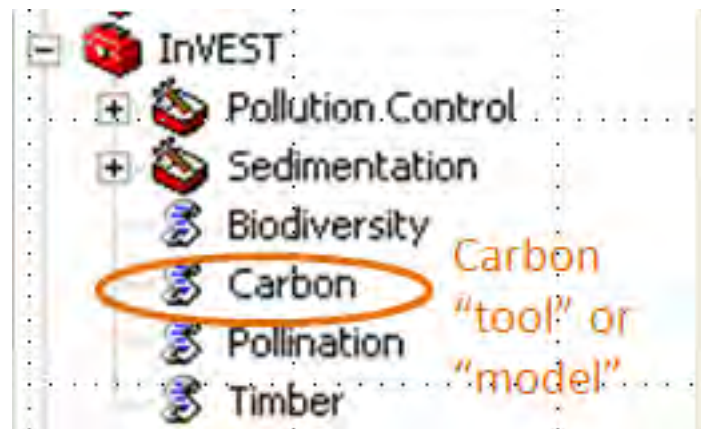 InVEST
Pollution Control
Sedimentation
Biodiversity
Carbon
Pollination
Timber
Carbon
"tool" or
"model"